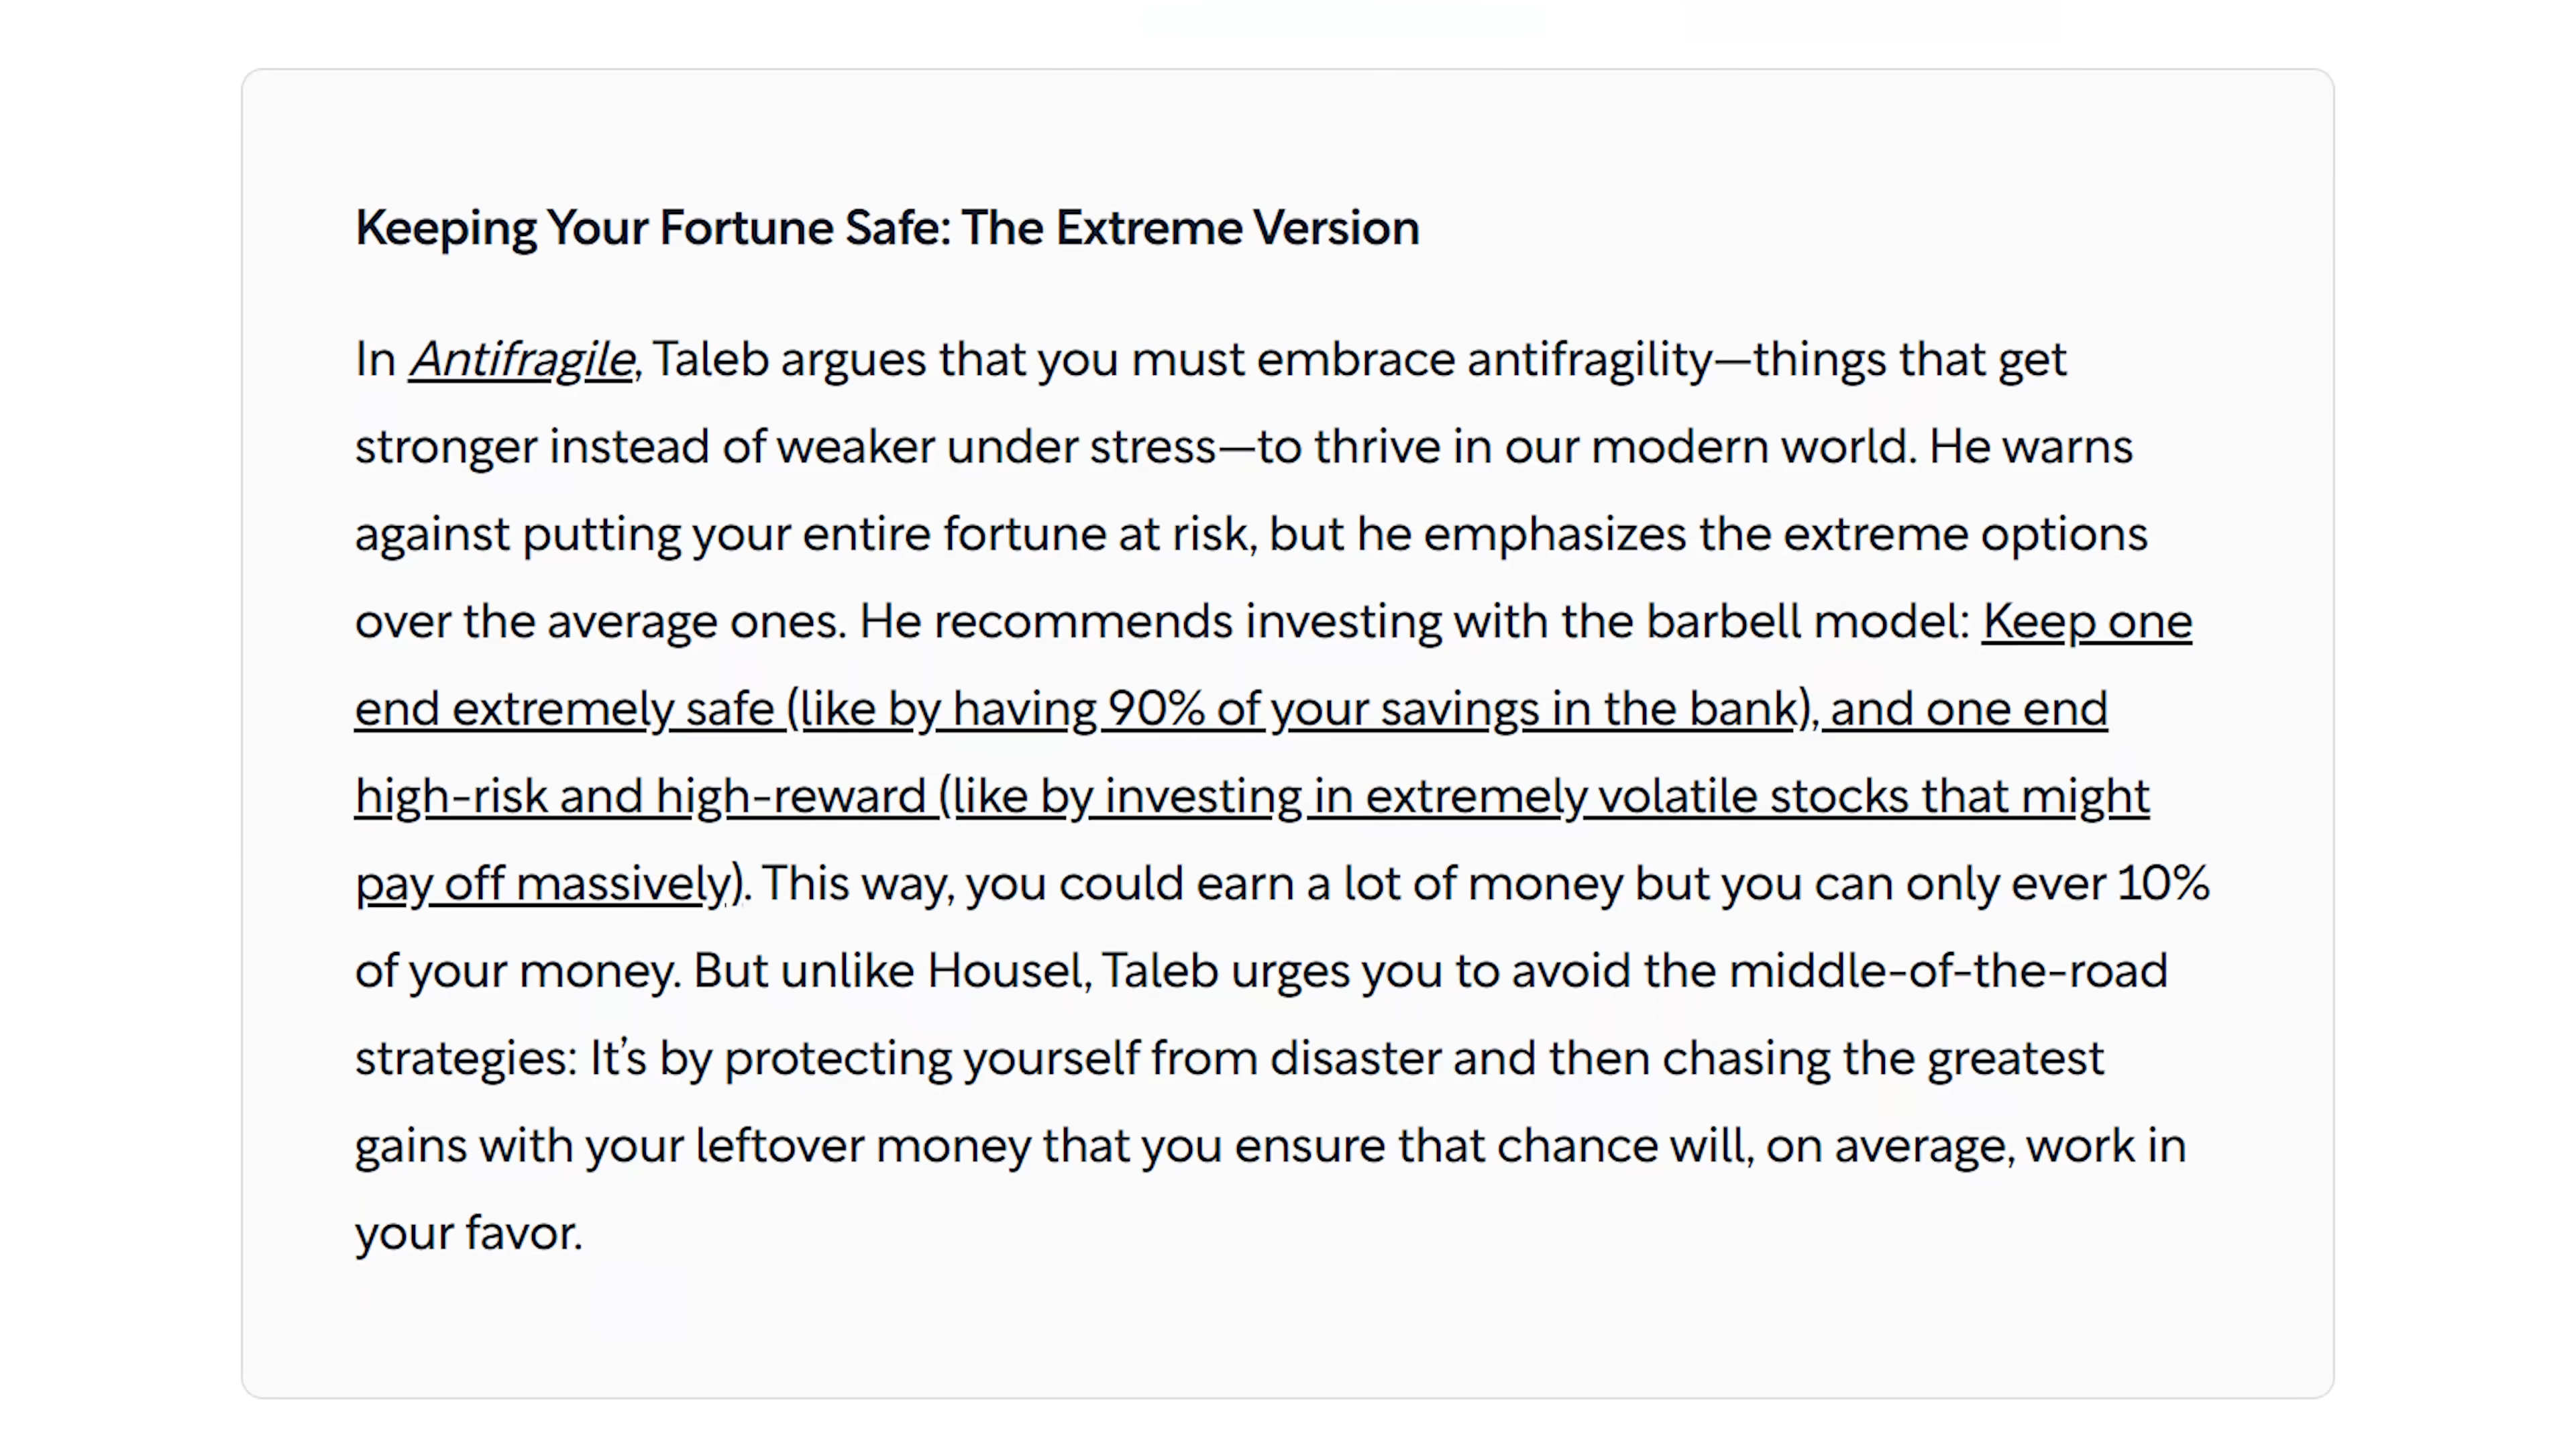 Keeping Your Fortune Safe: The Extreme Version
In Antifragile, Taleb argues that you must embrace antifragility—things that get
stronger instead of weaker under stress—to thrive in our modern world. He warns
against putting your entire fortune at risk, but he emphasizes the extreme options
over the average ones. He recommends investing with the barbell model: Keep one
end extremely safe (like by having 90% of your savings in the bank), and one end
high-risk and high-reward (like by investing in extremely volatile stocks that might
pay off massively). This way, you could earn a lot of money but you can only ever 10%
of your money. But unlike Housel, Taleb urges you to avoid the middle-of-the-road
strategies: It’s by protecting yourself from disaster and then chasing the greatest
gains with your leftover money that you ensure that chance will, on average, work in
your favor.